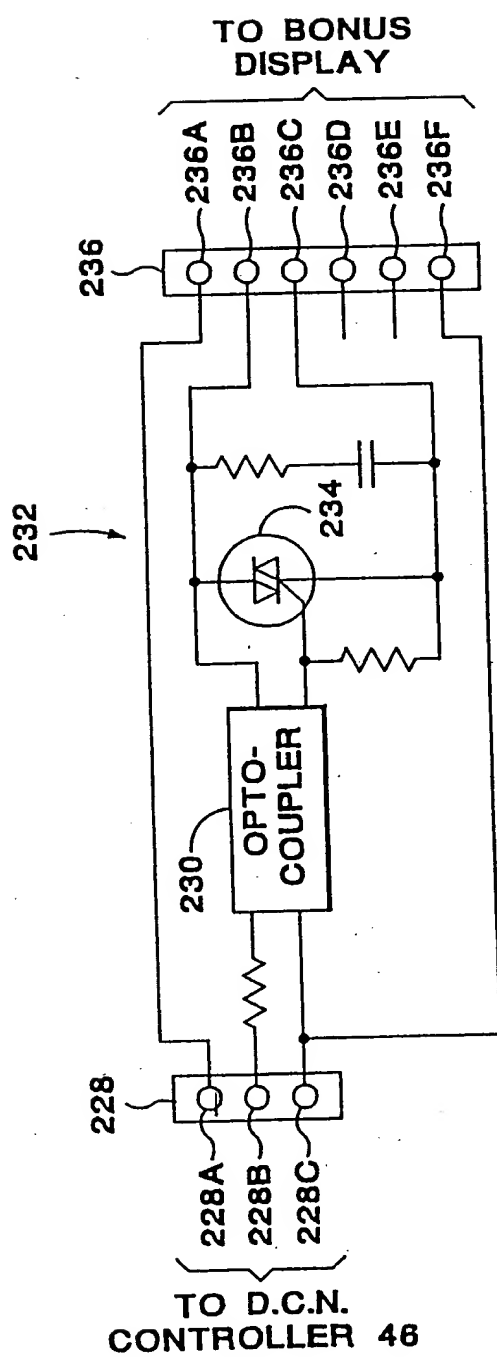 TO BONUS
DISPLAY
236
236A
236B
236C
236D
236E
236F
232
234
230
OPTO-
COUPLER
228
228A
228B
228C
TO D.C.N.
CONTROLLER 46